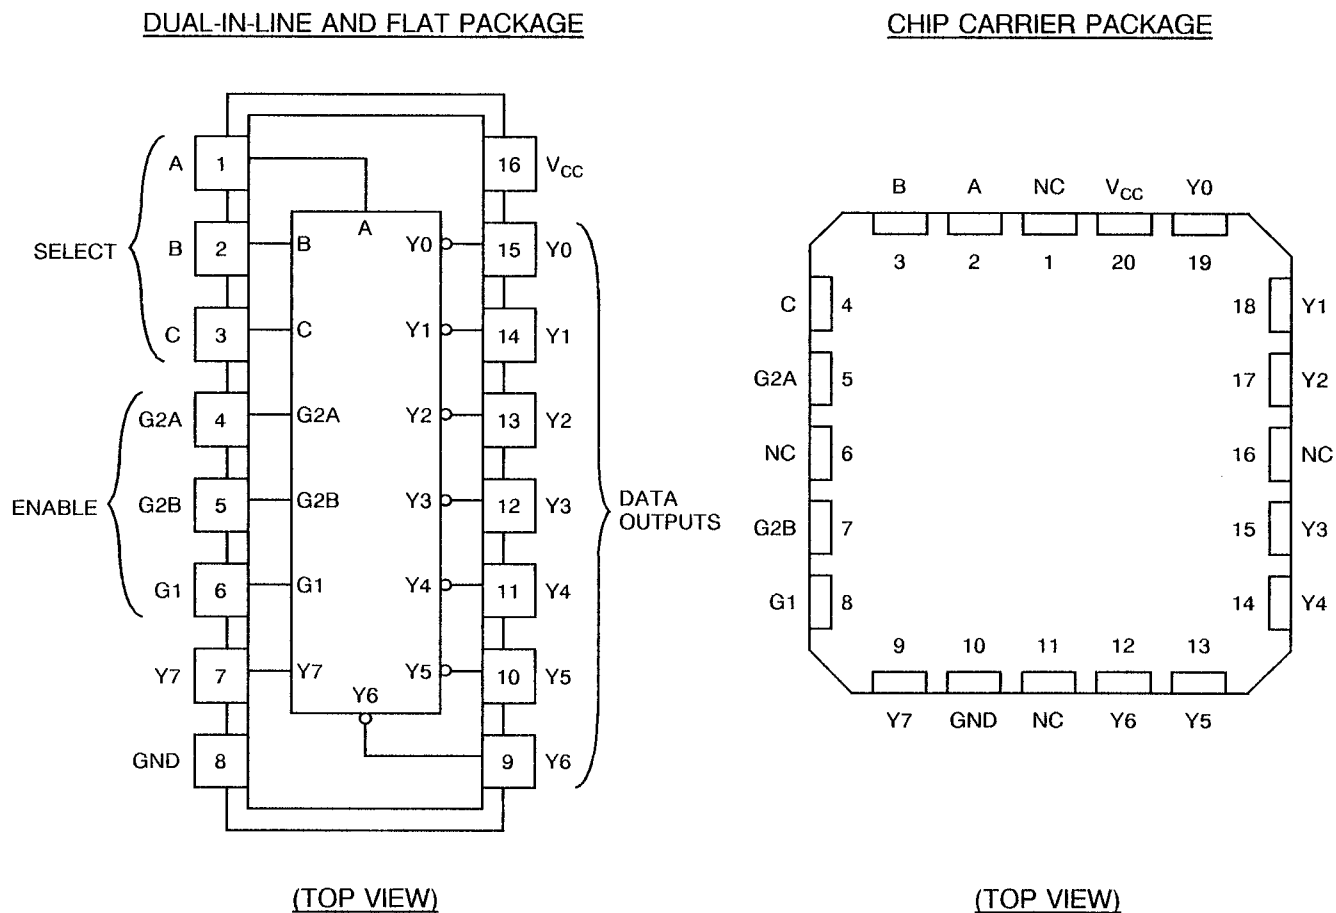 DUAL-IN-LINE AND FLAT PACKAGE
CHIP CARRIER PACKAGE
A 1 16 VCC
A
SELECT
B 2 B Y0 15 Y0
C 3 C Y1 14 Y1
G2A 4 G2A Y2 13 Y2
ENABLE
G2B 5 G2B Y3 12 Y3
DATA
OUTPUTS
G1 6 G1 Y4 11 Y4
Y7 7 Y7 Y5 10 Y5
Y6
GND 8 9 Y6
(TOP VIEW)
B A NC VCC Y0
3 2 1 20 19
C 4 18 Y1
G2A 5 17 Y2
NC 6 16 NC
G2B 7 15 Y3
G1 8 14 Y4
9 10 11 12 13
Y7 GND NC Y6 Y5
(TOP VIEW)